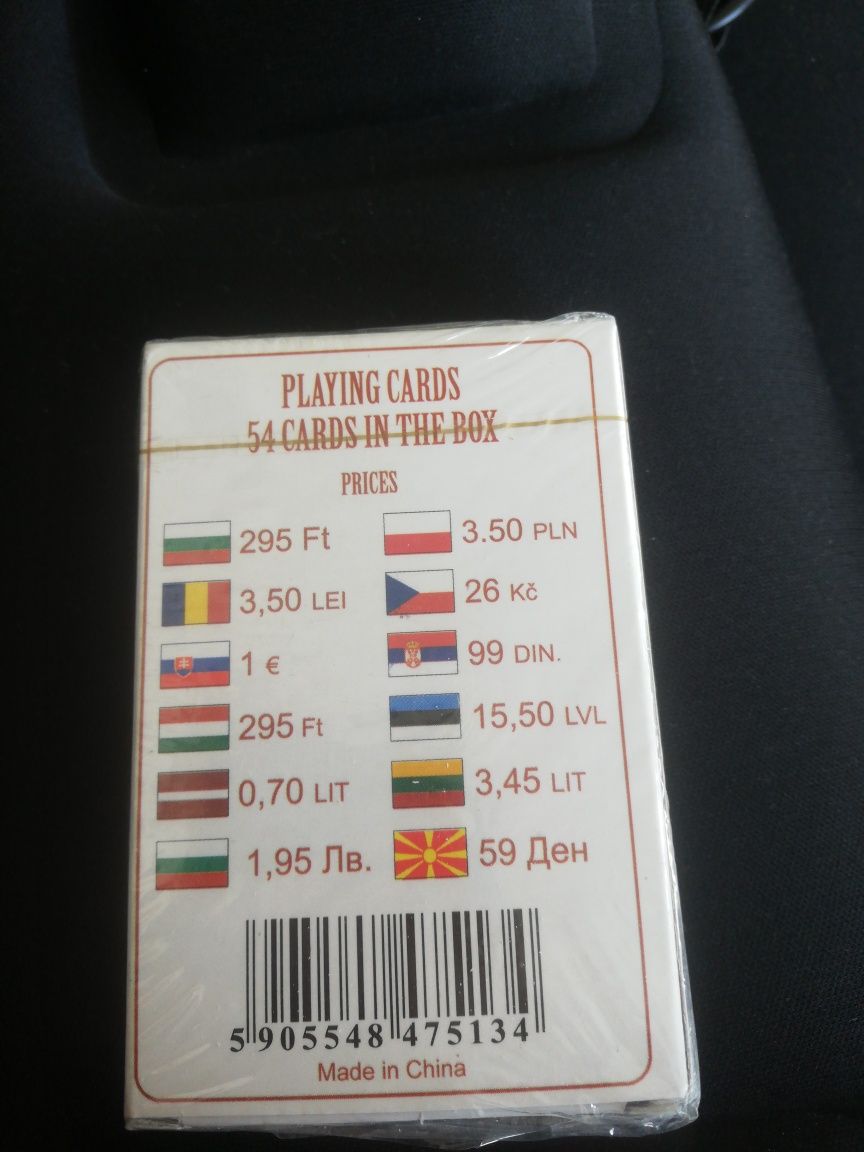 PLAYING CARDS
54 CARDS IN THE BOX
PRICES
295 Ft 3.50 PLN
3,50 LEI 26 Kč
1 € 99 DIN.
295 Ft 15,50 LVL
0,70 LIT 3,45 LIT
1,95 Лв. 59 Ден
5 905548 475134
Made in China